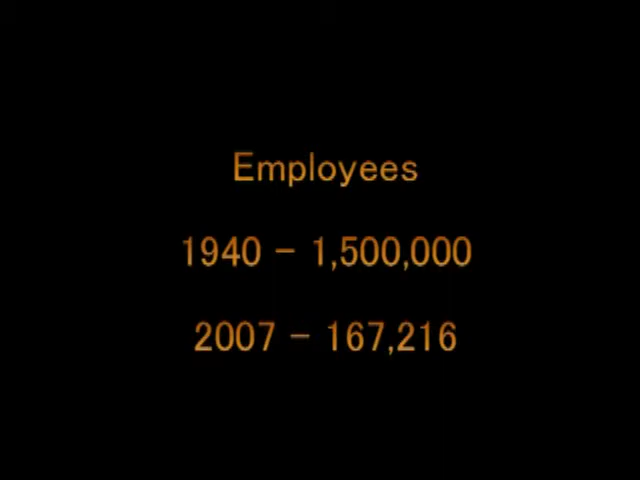 Employees
1940 - 1,500,000
2007 - 167,216